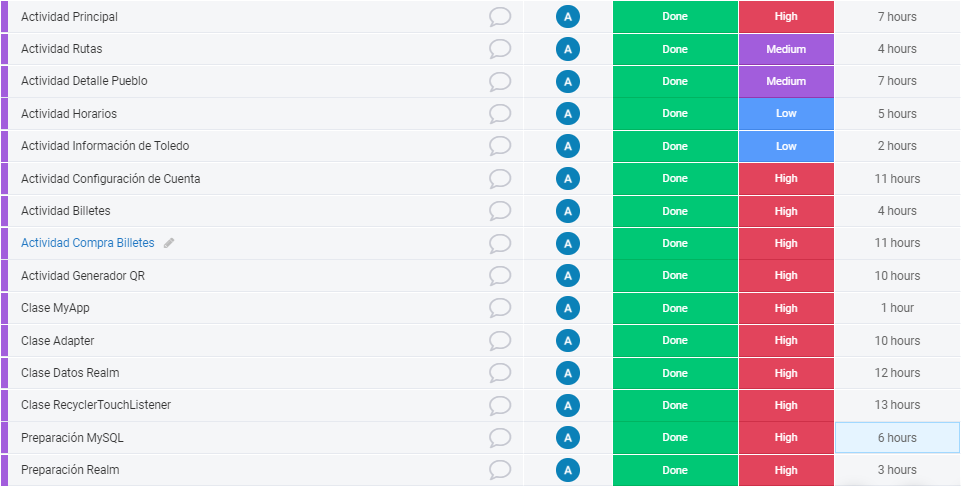 Actividad Principal A Done High 7 hours
Actividad Rutas A Done Medium 4 hours
Actividad Detalle Pueblo A Done Medium 7 hours
Actividad Horarios A Done Low 5 hours
Actividad Información de Toledo A Done Low 2 hours
Actividad Configuración de Cuenta A Done High 11 hours
Actividad Billetes A Done High 4 hours
Actividad Compra Billetes A Done High 11 hours
Actividad Generador QR A Done High 10 hours
Clase MyApp A Done High 1 hour
Clase Adapter A Done High 10 hours
Clase Datos Realm A Done High 12 hours
Clase RecyclerTouchListener A Done High 13 hours
Preparación MySQL A Done High 6 hours
Preparación Realm A Done High 3 hours